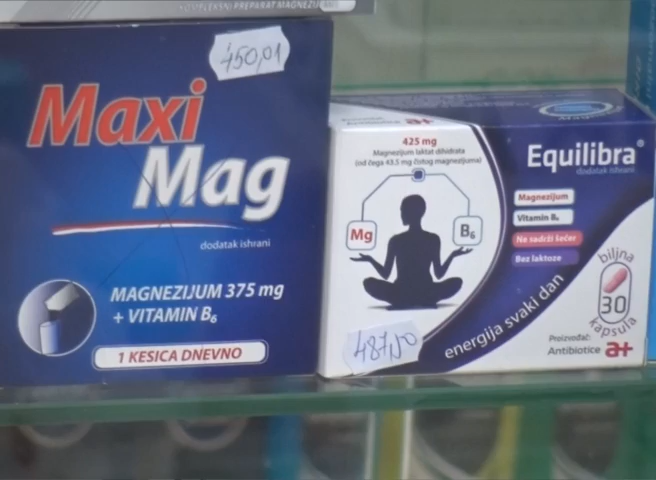 KOMPLEKSNI PREPARAT MAGNEZIJUMA
450,01
Maxi
Mag
dodatak ishrani
MAGNEZIJUM 375 mg
+ VITAMIN B6
1 KESICA DNEVNO
425 mg
Magnezijum laktat dihidrata
(od čega 43.5 mg čistog magnezijuma)
Mg
B6
Equilibra®
dodatak ishrani
Magnezijum
Vitamin B6
Ne sadrži šećer
Bez laktoze
energija svaki dan
biljna
30
kapsula
Proizvođač:
Antibiotice a+